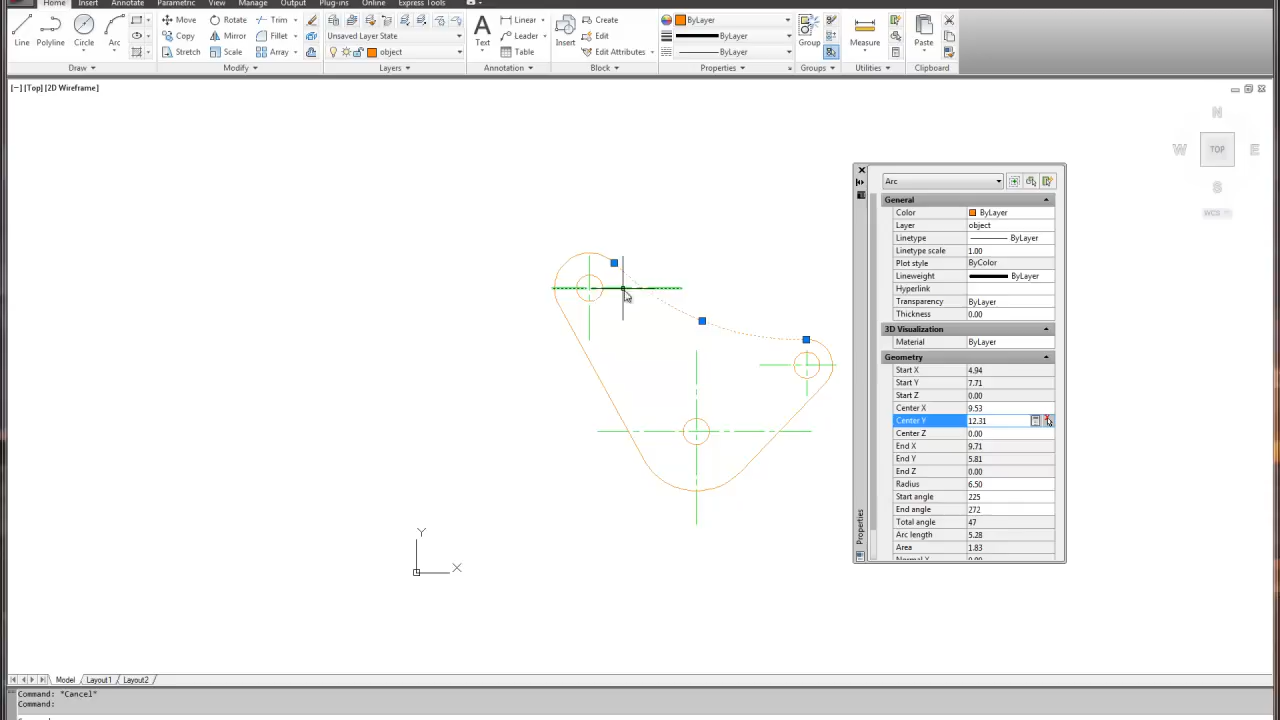 Home Insert Annotate Parametric View Manage Output Plug-ins Online Express Tools
Line Polyline Circle Arc
Move Rotate Trim
Copy Mirror Fillet
Stretch Scale Array
Draw Modify
Unsaved Layer State
object
Layers
Text
Linear
Leader
Table
Annotation
Insert
Create
Edit
Edit Attributes
Block
ByLayer
ByLayer
ByLayer
Properties
Group
Groups
Measure
Utilities
Paste
Clipboard
[−] [Top] [2D Wireframe]
N
W TOP E
S
WCS
Arc
General
Color ByLayer
Layer object
Linetype ByLayer
Linetype scale 1.00
Plot style ByColor
Lineweight ByLayer
Hyperlink
Transparency ByLayer
Thickness 0.00
3D Visualization
Material ByLayer
Geometry
Start X 4.94
Start Y 7.71
Start Z 0.00
Center X 9.53
Center Y 12.31
Center Z 0.00
End X 9.71
End Y 5.81
End Z 0.00
Radius 6.50
Start angle 225
End angle 272
Total angle 47
Arc length 5.28
Area 1.83
Normal X 0.00
Properties
Y
X
Model Layout1 Layout2
Command: *Cancel*
Command: